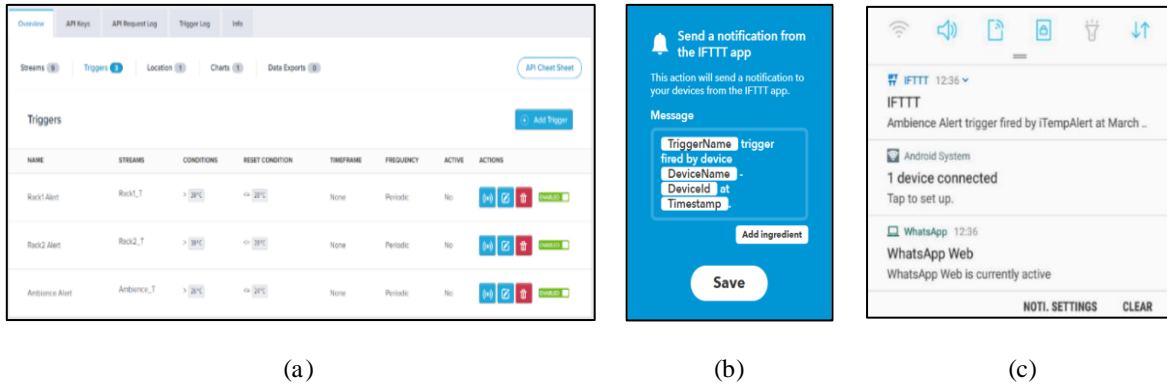 Overview API Keys API Request Log Trigger Log Info
Streams 9 Triggers 3 Location 1 Charts 1 Data Exports 0 API Cheat Sheet
Triggers Add Trigger
NAME STREAMS CONDITIONS RESET CONDITION TIMEFRAME FREQUENCY ACTIVE ACTIONS
Rack1 Alert Rack1_T None Periodic No ENABLED
Rack2 Alert Rack2_T None Periodic No ENABLED
Ambience Alert Ambience_T None Periodic No ENABLED
(a)
Send a notification from
the IFTTT app
This action will send a notification to
your devices from the IFTTT app.
Message
TriggerName trigger
fired by device
DeviceName -
DeviceId at
Timestamp .
Add ingredient
Save
(b)
IFTTT 12:36
IFTTT
Ambience Alert trigger fired by iTempAlert at March ..
Android System
1 device connected
Tap to set up.
WhatsApp 12:36
WhatsApp Web
WhatsApp Web is currently active
NOTI. SETTINGS CLEAR
(c)